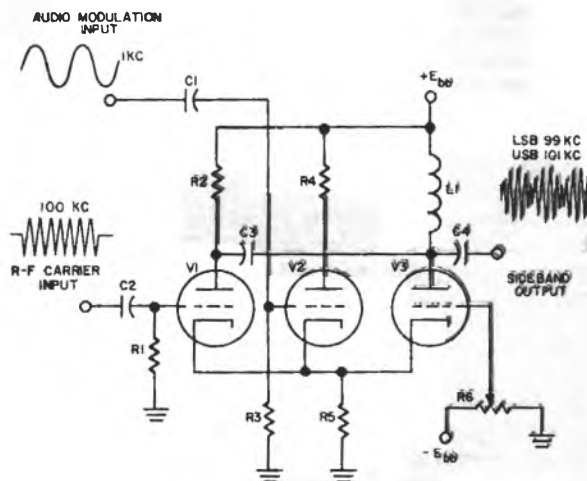 AUDIO MODULATION
INPUT
1KC
C1
+Ebb
LSB 99 KC
USB 101 KC
R2
R4
L1
100 KC
C3
C4
R-F CARRIER
INPUT
C2
V1
V2
V3
SIDEBAND
OUTPUT
R1
R3
R5
R6
-Ebb